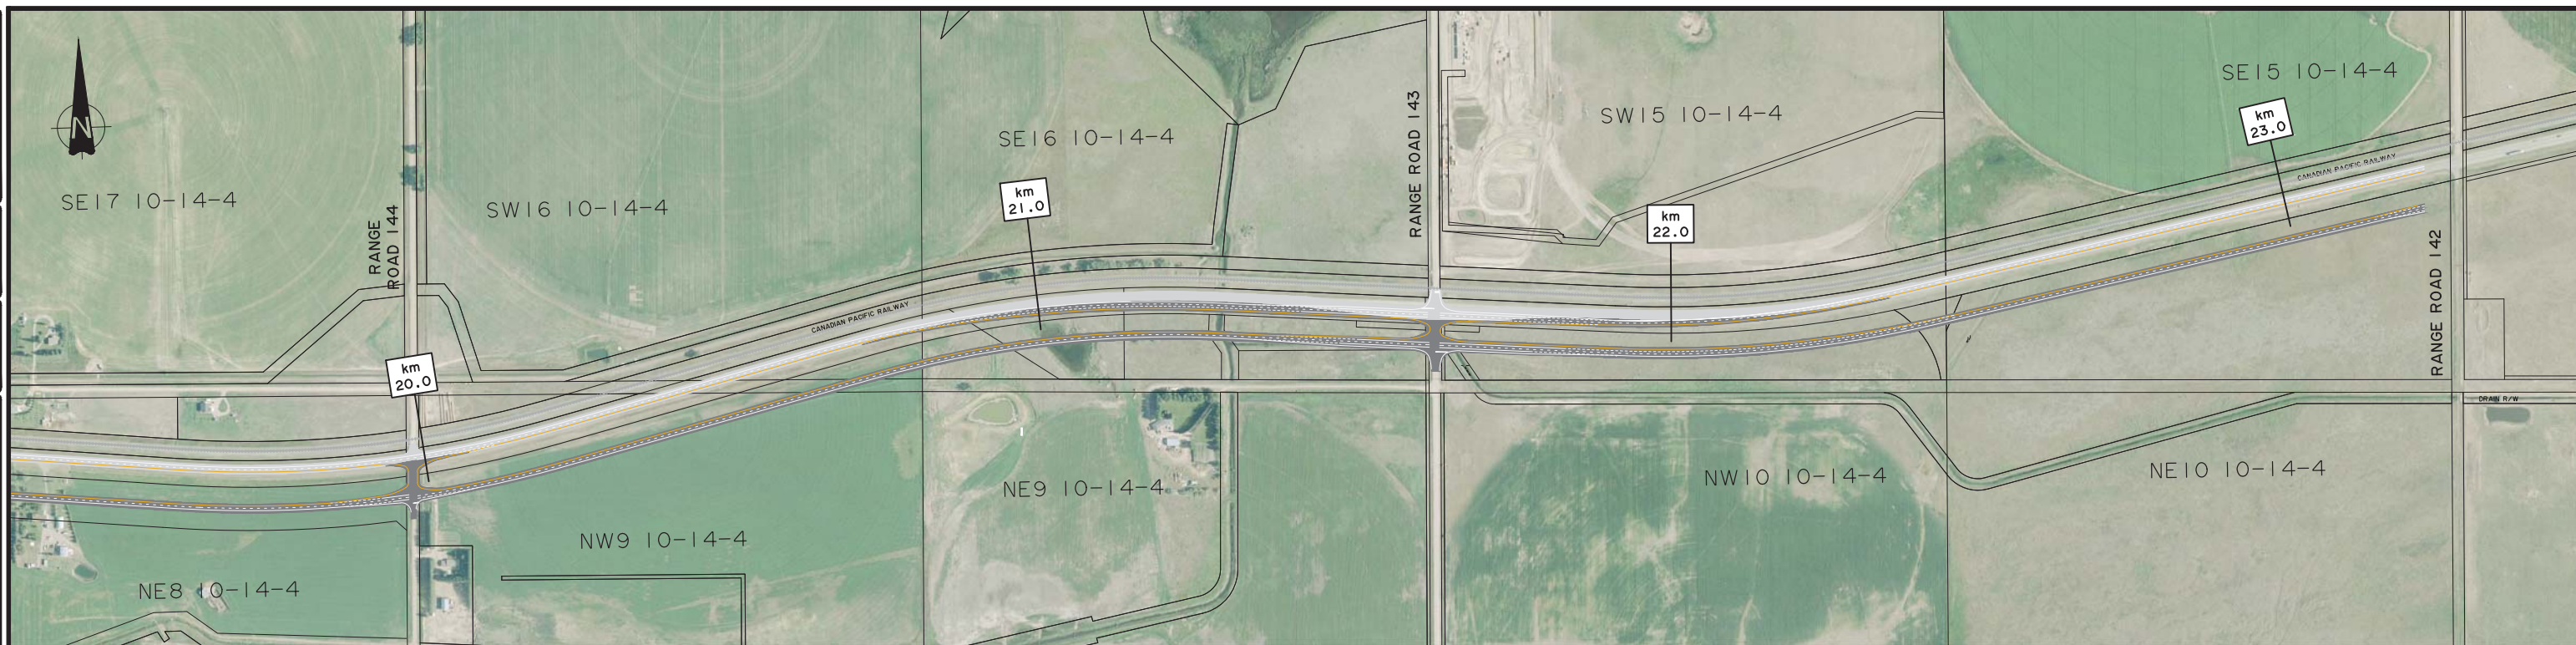 N
SE17 10-14-4
RANGE
ROAD 144
SW16 10-14-4
km
20.0
NE8 10-14-4
NW9 10-14-4
CANADIAN PACIFIC RAILWAY
SE16 10-14-4
km
21.0
NE9 10-14-4
RANGE ROAD 143
SW15 10-14-4
km
22.0
NW10 10-14-4
SE15 10-14-4
km
23.0
CANADIAN PACIFIC RAILWAY
RANGE ROAD 142
DRAIN R/W
NE10 10-14-4